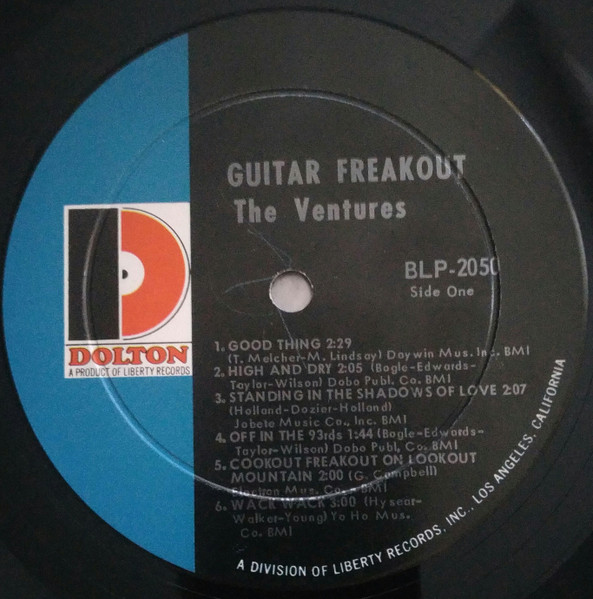 GUITAR FREAKOUT
The Ventures
BLP-2050
Side One
1. GOOD THING 2:29
(T. Melcher-M. Lindsay) Daywin Mus. Inc. BMI
2. HIGH AND DRY 2:05 (Bogle-Edwards-
Taylor-Wilson) Dobo Publ. Co. BMI
3. STANDING IN THE SHADOWS OF LOVE 2:07
(Holland-Dozier-Holland)
Jobete Music Co., Inc. BMI
4. OFF IN THE 93rds 1:44 (Bogle-Edwards-
Taylor-Wilson) Dobo Publ, Co. BMI
5. COOKOUT FREAKOUT ON LOOKOUT
MOUNTAIN 2:00 (G. Campbell)
Mus. Co. - BMI
6. WACK WACK 3:00 (Hysear-
Walker-Young) Yo Ho Mus.
Co. BMI
DOLTON
A PRODUCT OF LIBERTY RECORDS
A DIVISION OF LIBERTY RECORDS, INC., LOS ANGELES, CALIFORNIA